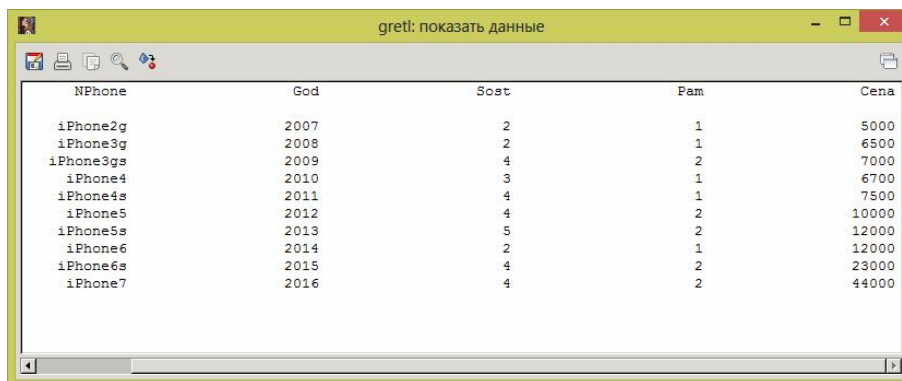 gretl: показать данные
NPhone God Sost Pam Cena
iPhone2g 2007 2 1 5000
iPhone3g 2008 2 1 6500
iPhone3gs 2009 4 2 7000
iPhone4 2010 3 1 6700
iPhone4s 2011 4 1 7500
iPhone5 2012 4 2 10000
iPhone5s 2013 5 2 12000
iPhone6 2014 2 1 12000
iPhone6s 2015 4 2 23000
iPhone7 2016 4 2 44000